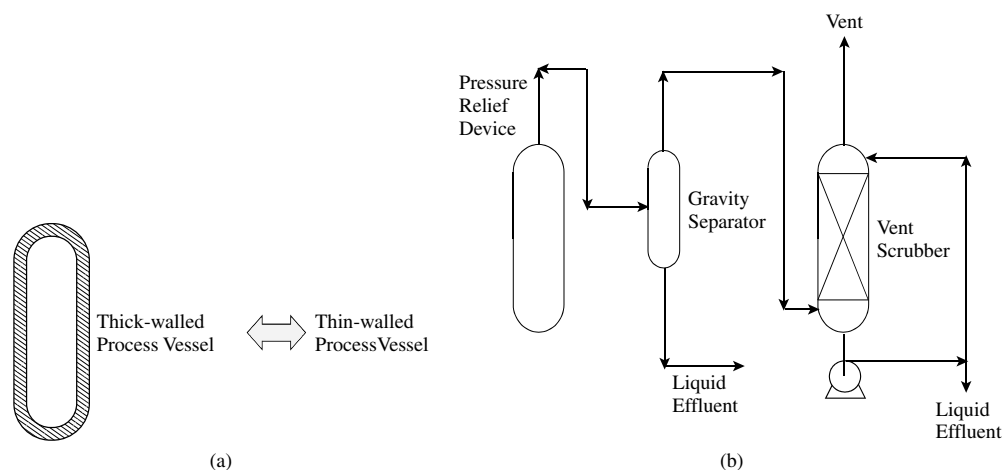 Vent
Pressure
Relief
Device
Gravity
Separator
Vent
Scrubber
Thick-walled
Process Vessel
Thin-walled
ProcessVessel
Liquid
Effluent
Liquid
Effluent
(a)
(b)